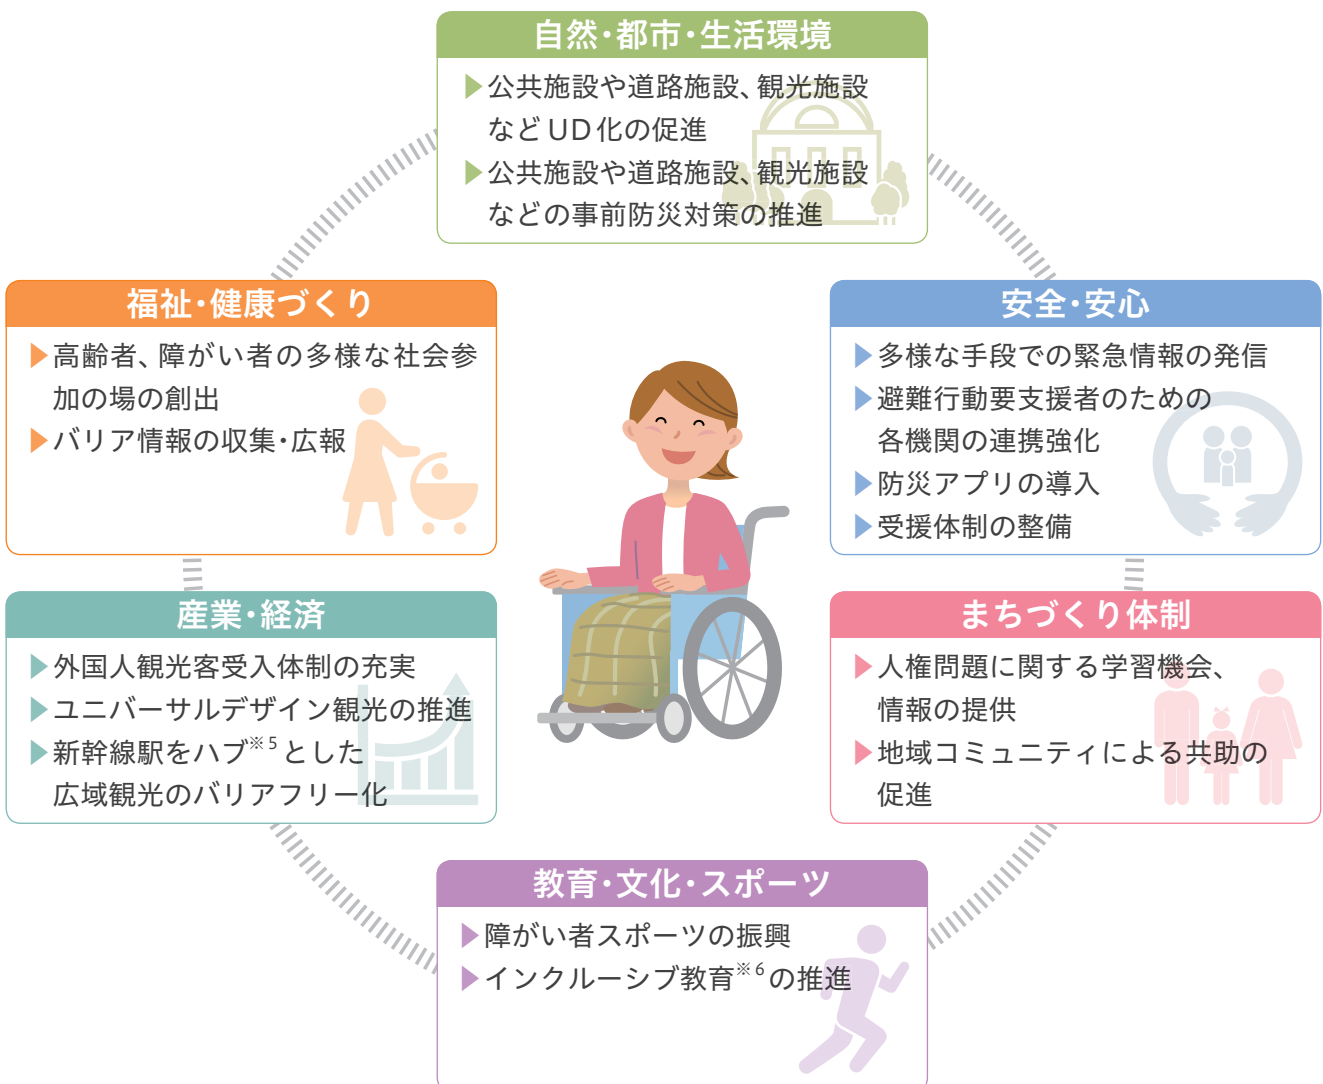 自然・都市・生活環境
▶公共施設や道路施設、観光施設
などUD化の促進
▶公共施設や道路施設、観光施設
などの事前防災対策の推進
福祉・健康づくり
▶高齢者、障がい者の多様な社会参
加の場の創出
▶バリア情報の収集・広報
安全・安心
▶多様な手段での緊急情報の発信
▶避難行動要支援者のための
各機関の連携強化
▶防災アプリの導入
▶受援体制の整備
産業・経済
▶外国人観光客受入体制の充実
▶ユニバーサルデザイン観光の推進
▶新幹線駅をハブ※5とした
広域観光のバリアフリー化
まちづくり体制
▶人権問題に関する学習機会、
情報の提供
▶地域コミュニティによる共助の
促進
教育・文化・スポーツ
▶障がい者スポーツの振興
▶インクルーシブ教育※6の推進